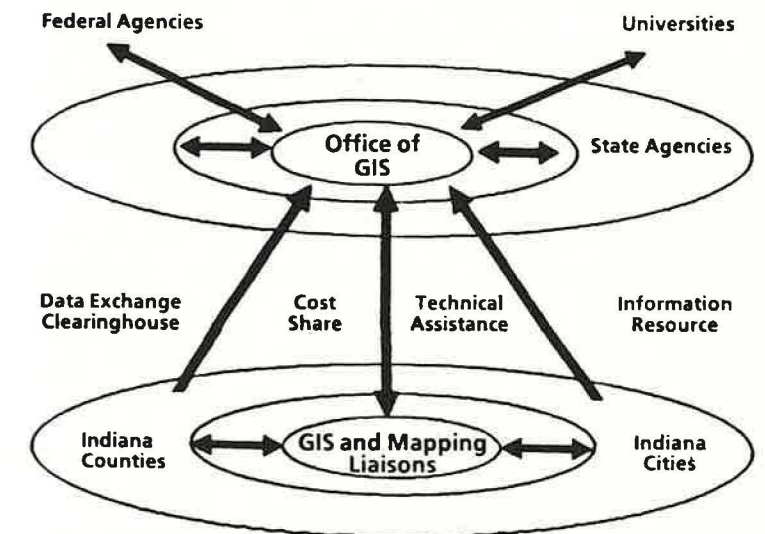 Federal Agencies
Universities
Office of
GIS
State Agencies
Data Exchange
Clearinghouse
Cost
Share
Technical
Assistance
Information
Resource
Indiana
Counties
GIS and Mapping
Liaisons
Indiana
Cities